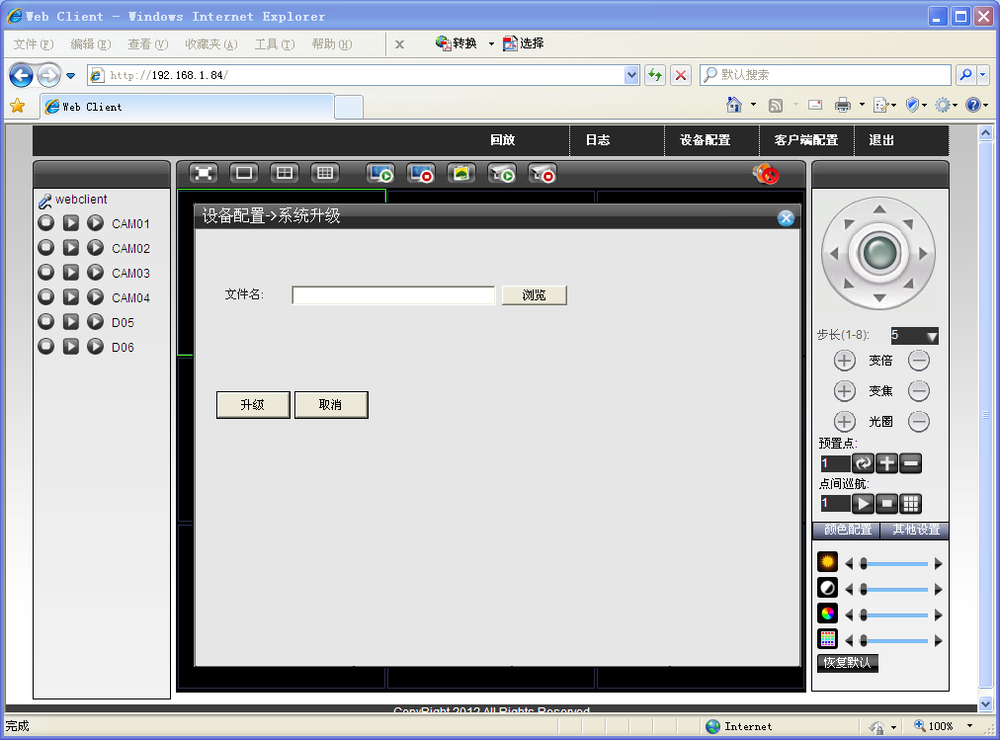 Web Client - Windows Internet Explorer
文件(F) 编辑(E) 查看(V) 收藏夹(A) 工具(T) 帮助(H) x 转换 选择
http://192.168.1.84/ 默认搜索
Web Client
回放 日志 设备配置 客户端配置 退出
webclient
CAM01
CAM02
CAM03
CAM04
D05
D06
设备配置->系统升级
文件名: 浏览
升级 取消
步长(1-8): 5
变倍
变焦
光圈
预置点:
1
点间巡航:
1
颜色配置 其他设置
恢复默认
CopyRight 2012 All Rights Reserved
完成 Internet 100%